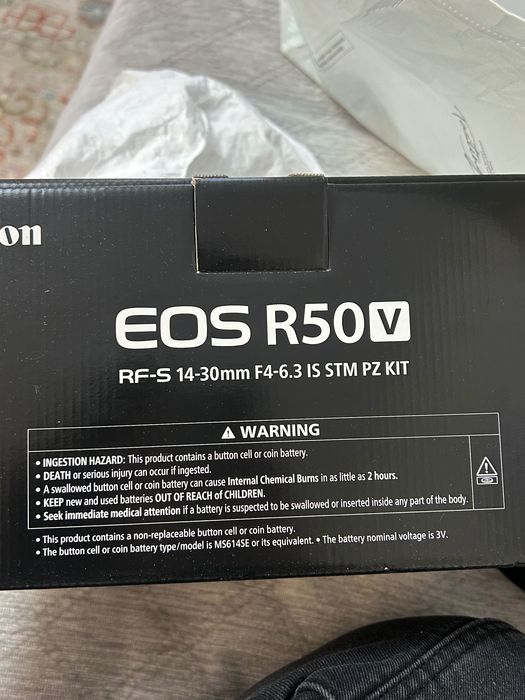 on
EOS R50 V
RF-S 14-30mm F4-6.3 IS STM PZ KIT
⚠ WARNING
• INGESTION HAZARD: This product contains a button cell or coin battery.
• DEATH or serious injury can occur if ingested.
• A swallowed button cell or coin battery can cause Internal Chemical Burns in as little as 2 hours.
• KEEP new and used batteries OUT OF REACH of CHILDREN.
• Seek immediate medical attention if a battery is suspected to be swallowed or inserted inside any part of the body.
• This product contains a non-replaceable button cell or coin battery.
• The button cell or coin battery type/model is MS614SE or its equivalent. • The battery nominal voltage is 3V.